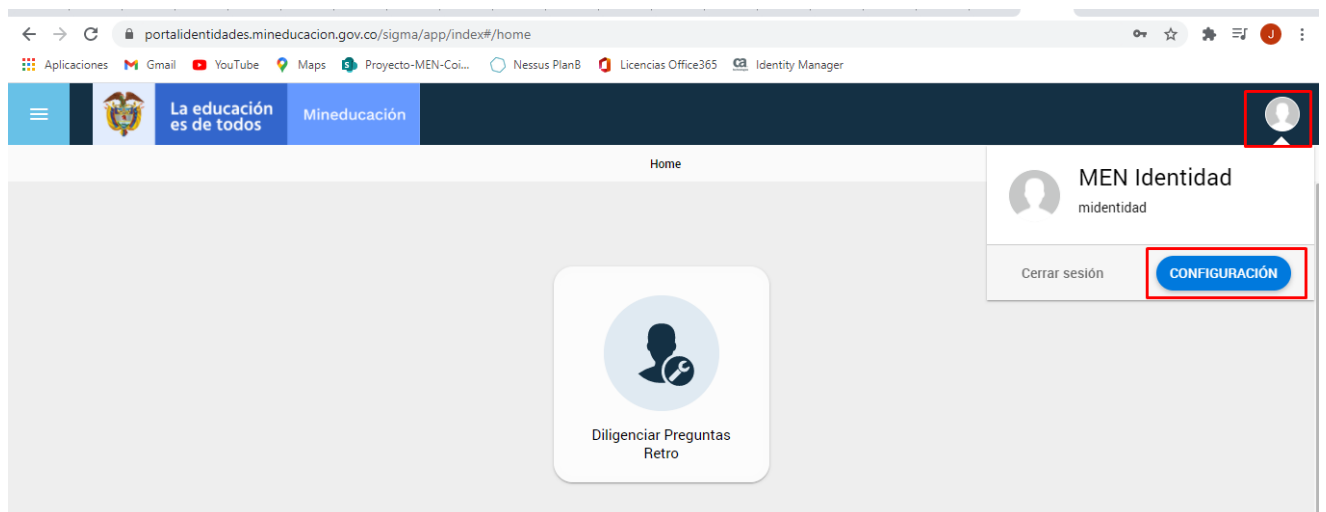 portalidentidades.mineducacion.gov.co/sigma/app/index#/home
J
Aplicaciones Gmail YouTube Maps Proyecto-MEN-Coi... Nessus PlanB Licencias Office365 ca Identity Manager
La educación
es de todos
Mineducación
Home
MEN Identidad
midentidad
Cerrar sesión CONFIGURACIÓN
Diligenciar Preguntas
Retro